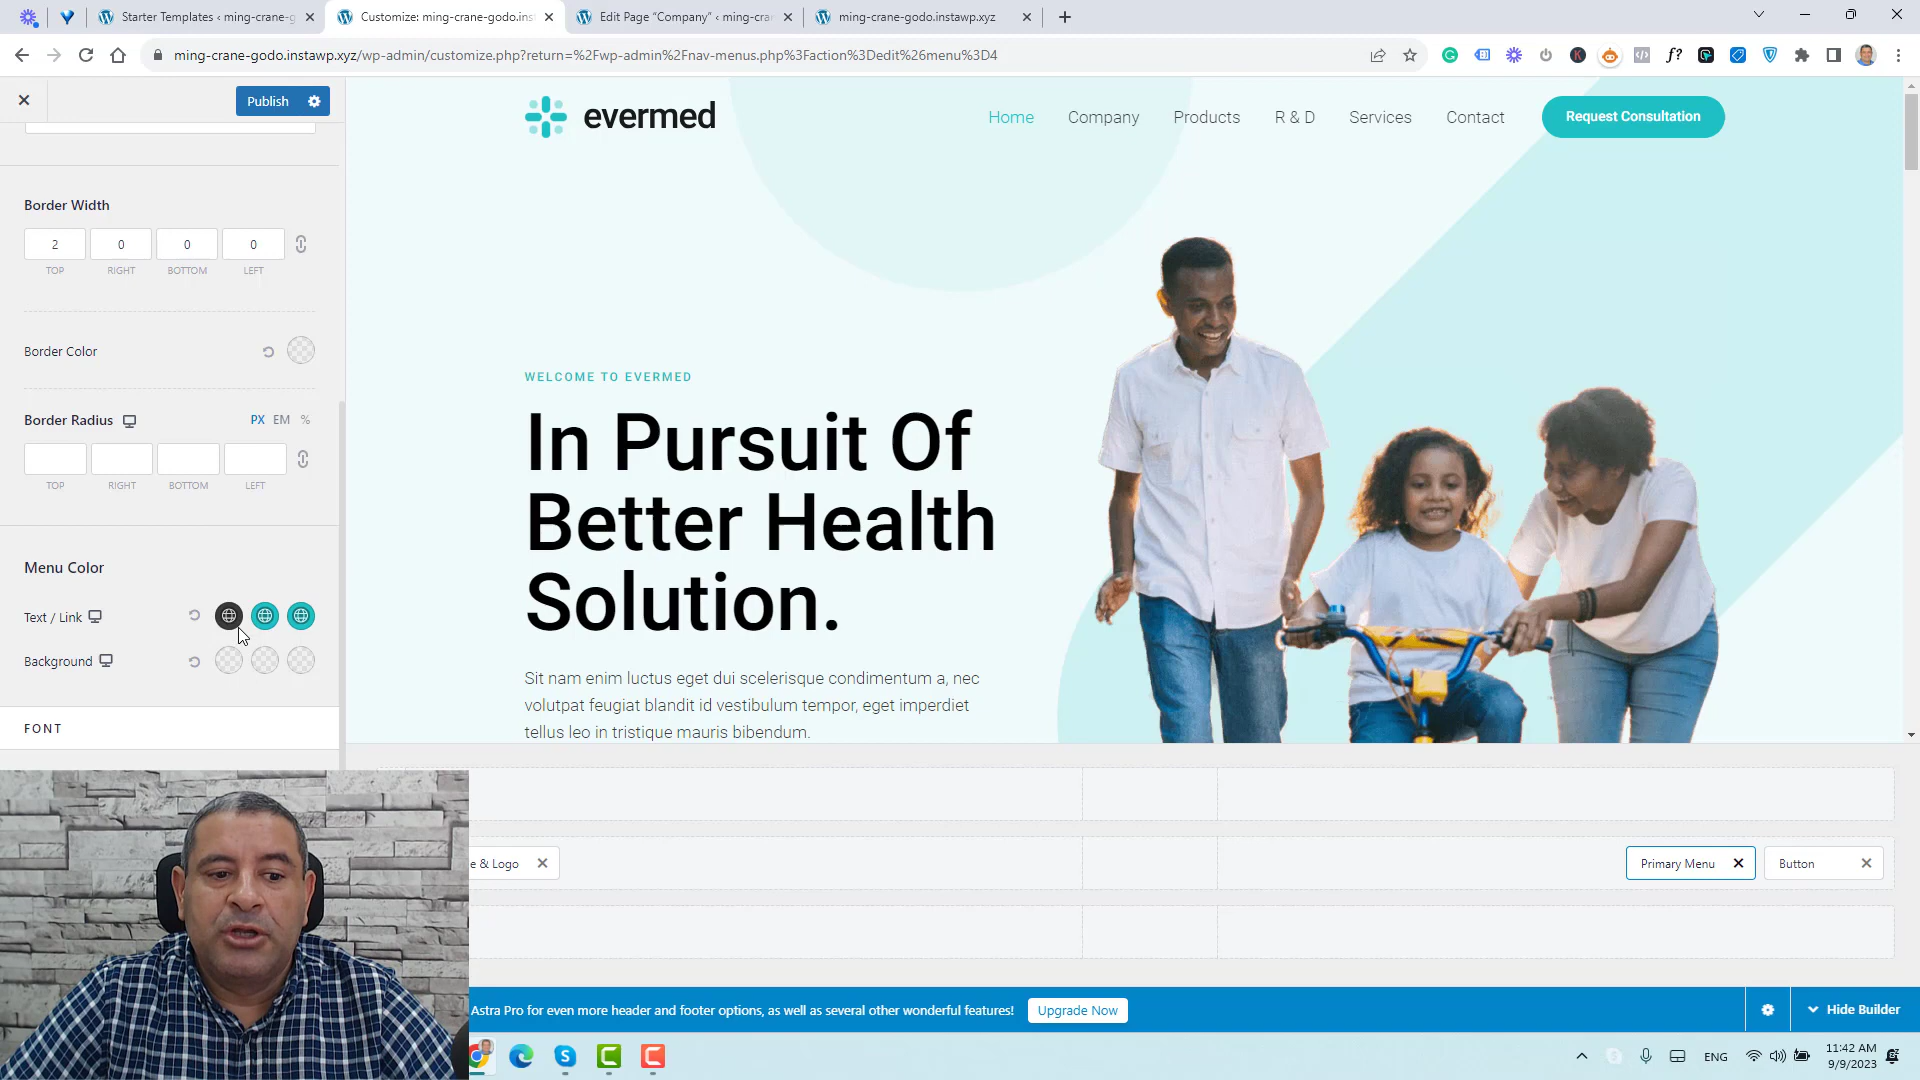 Starter Templates ‹ ming-crane-g
Customize: ming-crane-godo.ins
Edit Page “Company” ‹ ming-cra
ming-crane-godo.instawp.xyz
ming-crane-godo.instawp.xyz/wp-admin/customize.php?return=%2Fwp-admin%2Fnav-menus.php%3Faction%3Dedit%26menu%3D4
Publish
evermed
Home
Company
Products
R & D
Services
Contact
Request Consultation
Border Width
2
0
0
0
TOP
RIGHT
BOTTOM
LEFT
Border Color
Border Radius
PX
EM
%
TOP
RIGHT
BOTTOM
LEFT
Menu Color
Text / Link
Background
FONT
WELCOME TO EVERMED
In Pursuit Of
Better Health
Solution.
Sit nam enim luctus eget dui scelerisque condimentum a, nec
volutpat feugiat blandit id vestibulum tempor, eget imperdiet
tellus leo in tristique mauris bibendum.
e & Logo
Primary Menu
Button
Astra Pro for even more header and footer options, as well as several other wonderful features!
Upgrade Now
Hide Builder
ENG
11:42 AM
9/9/2023